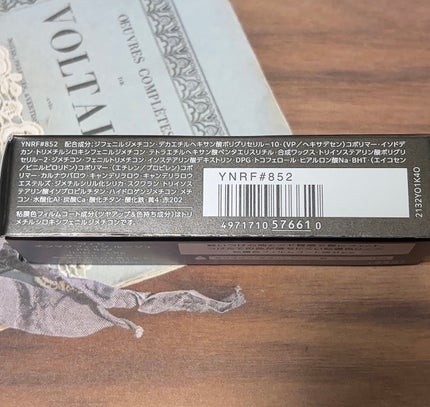 OEUVRES COMPLETES
DE
VOLTAI
YNRF#852 配合成分:ジフェニルジメチコン・デカエチルヘキサン酸ポリグリセリル-10・(VP/ヘキサデセン)コポリマー・イソドデ
カン・トリメチルシロキシフェニルジメチコン・テトラエチルヘキサン酸ペンタエリスリチル・合成ワックス・トリイソステアリン酸ポリグリ
セリル-2・ジメチコン・フェニルトリメチコン・イソステアリン酸デキストリン・DPG・トコフェロール・ヒアルロン酸Na・BHT・(エイコセン
/ビニルピロリドン)コポリマー・(エチレン/プロピレン)コ
ポリマー・カルナウバロウ・キャンデリラロウ・キャンデリラロウ
エステルズ・ジメチルシリル化シリカ・スクワラン・トリイソス
テアリン酸イソプロピルチタン・ハイドロゲンジメチコン・メチ
コン・水酸化Al・炭酸Ca・酸化チタン・酸化鉄・黄4・赤202
粘膜色フィルムコート成分(ツヤアップ&色持ち成分)はトリ
メチルシロキシフェニルジメチコンです。
YNRF#852
4971710 57661 0
2132Y01K4O